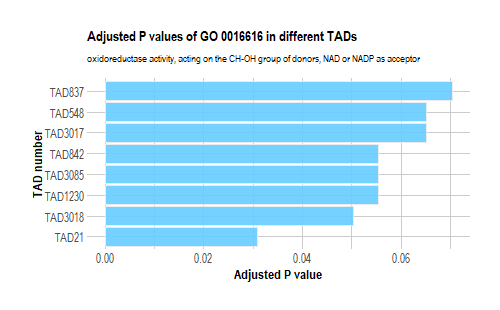 Adjusted P values of GO 0016616 in different TADs
oxidoreductase activity, acting on the CH-OH group of donors, NAD or NADP as acceptor
TAD number
TAD837
TAD548
TAD3017
TAD842
TAD3085
TAD1230
TAD3018
TAD21
0.00 0.02 0.04 0.06
Adjusted P value